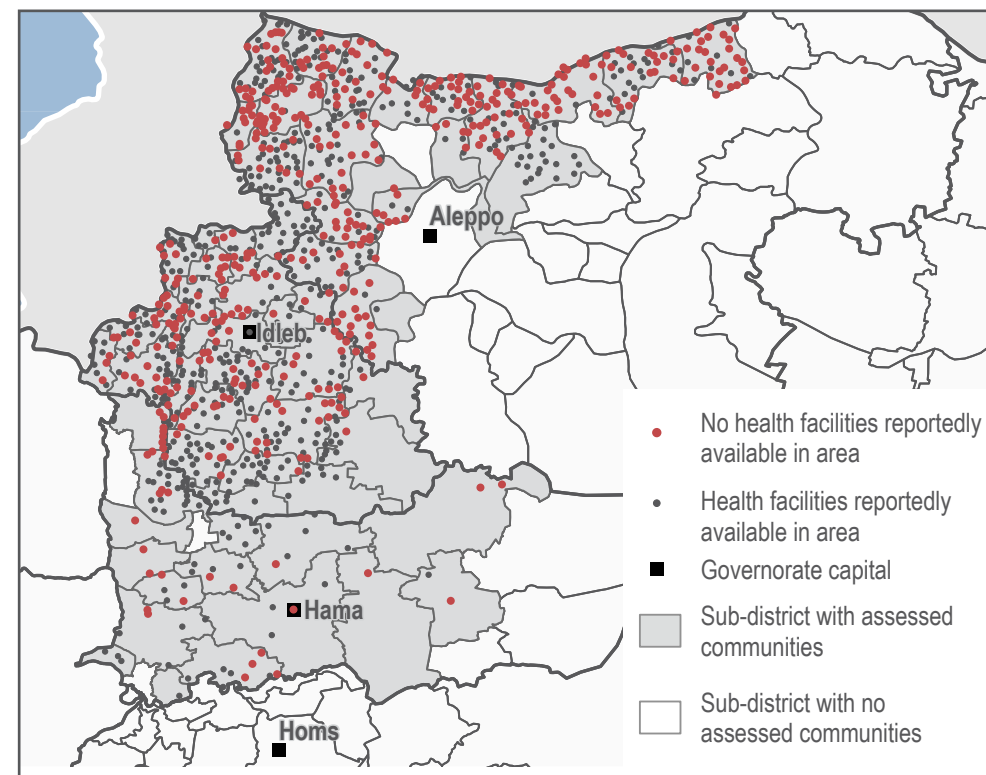 Aleppo
Idleb
Hama
Homs
No health facilities reportedly
available in area
Health facilities reportedly
available in area
Governorate capital
Sub-district with assessed
communities
Sub-district with no
assessed communities